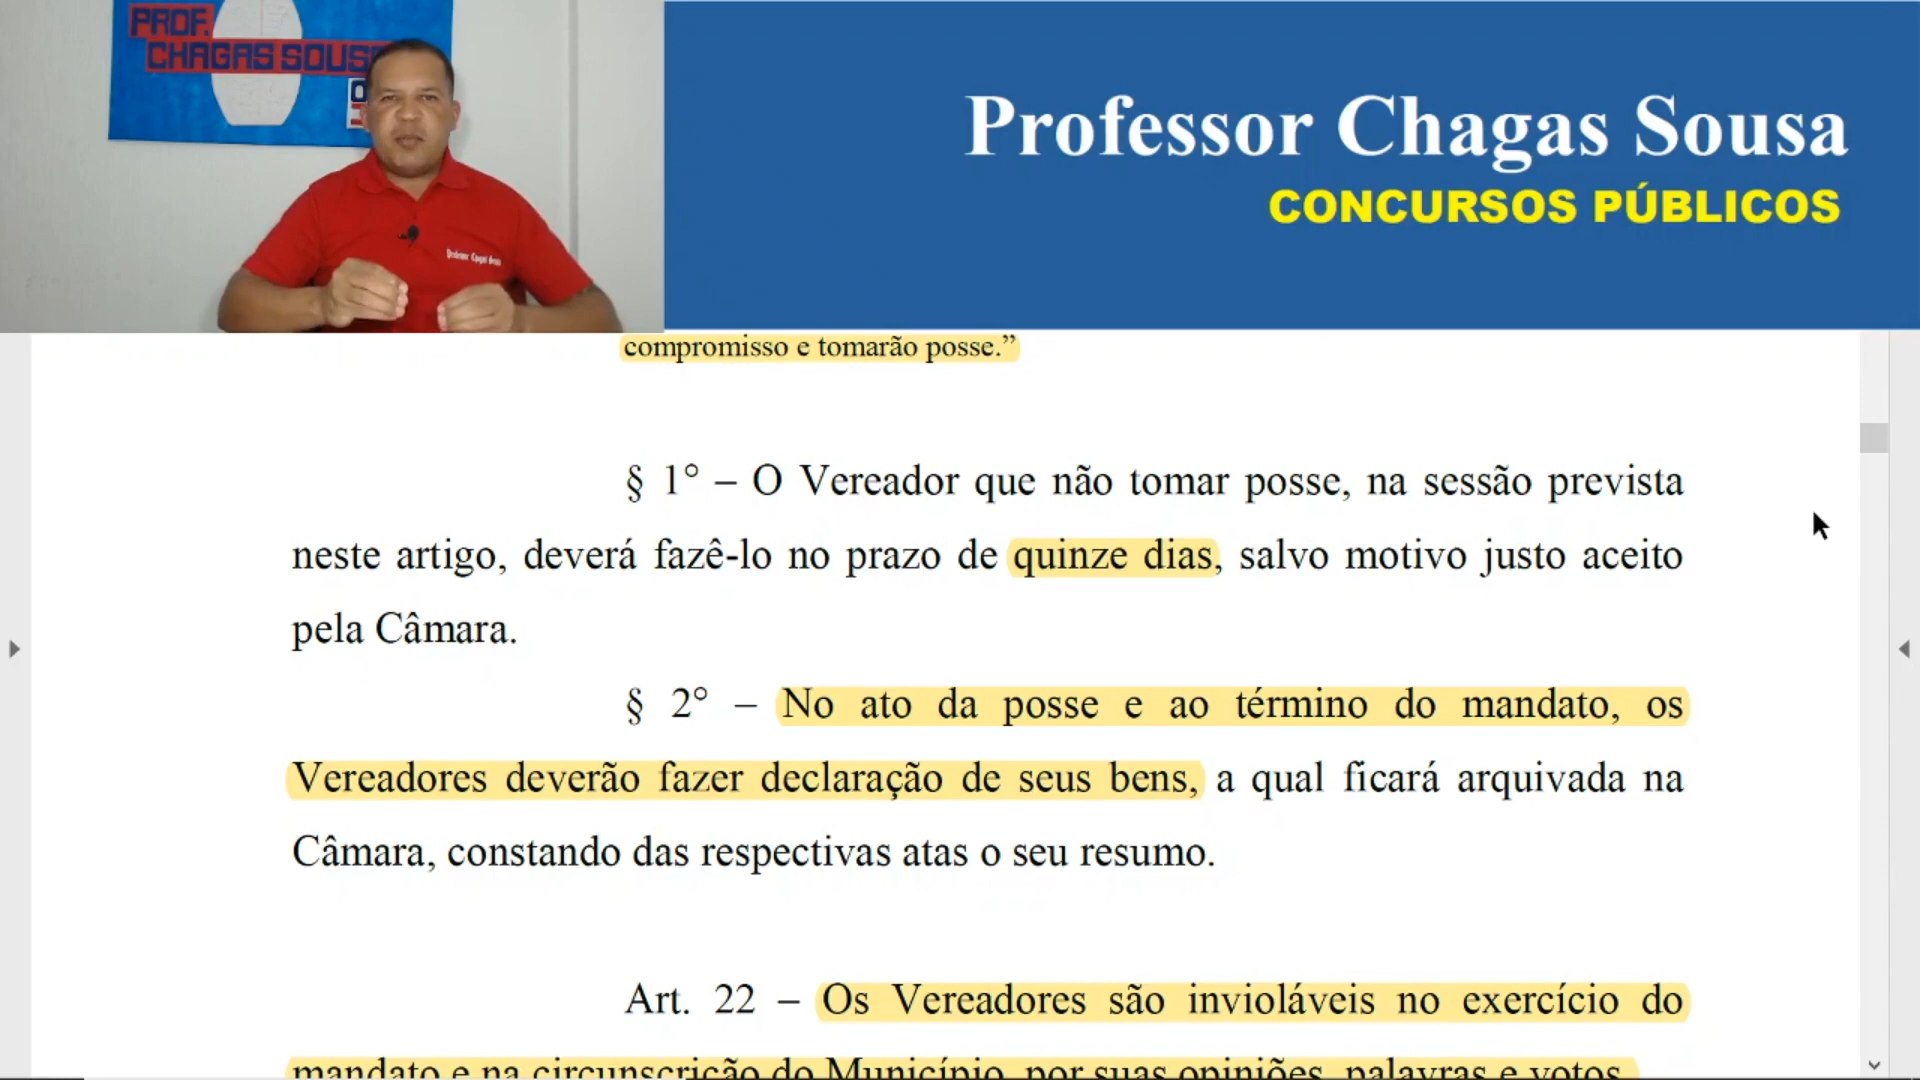 PROF.
CHAGAS SOUS
Professor Chagas Sousa
CONCURSOS PÚBLICOS
Professor Chagas Sousa
compromisso e tomarão posse.”
§ 1° – O Vereador que não tomar posse, na sessão prevista
neste artigo, deverá fazê-lo no prazo de quinze dias, salvo motivo justo aceito
pela Câmara.
§ 2° – No ato da posse e ao término do mandato, os
Vereadores deverão fazer declaração de seus bens, a qual ficará arquivada na
Câmara, constando das respectivas atas o seu resumo.
Art. 22 – Os Vereadores são invioláveis no exercício do
mandato e na circunscrição do Município, por suas opiniões, palavras e votos.